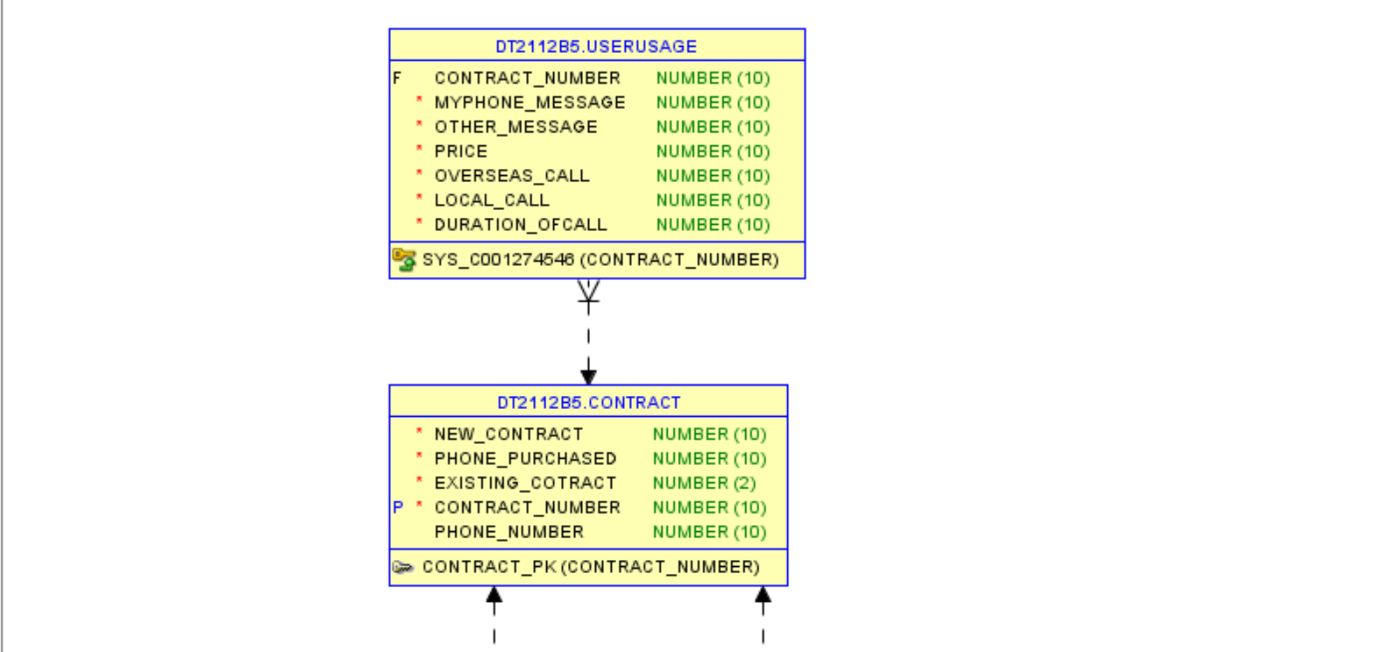 DT2112B5.USERUSAGE
F CONTRACT_NUMBER NUMBER (10)
* MYPHONE_MESSAGE NUMBER (10)
* OTHER_MESSAGE NUMBER (10)
* PRICE NUMBER (10)
* OVERSEAS_CALL NUMBER (10)
* LOCAL_CALL NUMBER (10)
* DURATION_OFCALL NUMBER (10)
SYS_C001274546 (CONTRACT_NUMBER)
DT2112B5.CONTRACT
* NEW_CONTRACT NUMBER (10)
* PHONE_PURCHASED NUMBER (10)
* EXISTING_COTRACT NUMBER (2)
P * CONTRACT_NUMBER NUMBER (10)
PHONE_NUMBER NUMBER (10)
CONTRACT_PK (CONTRACT_NUMBER)